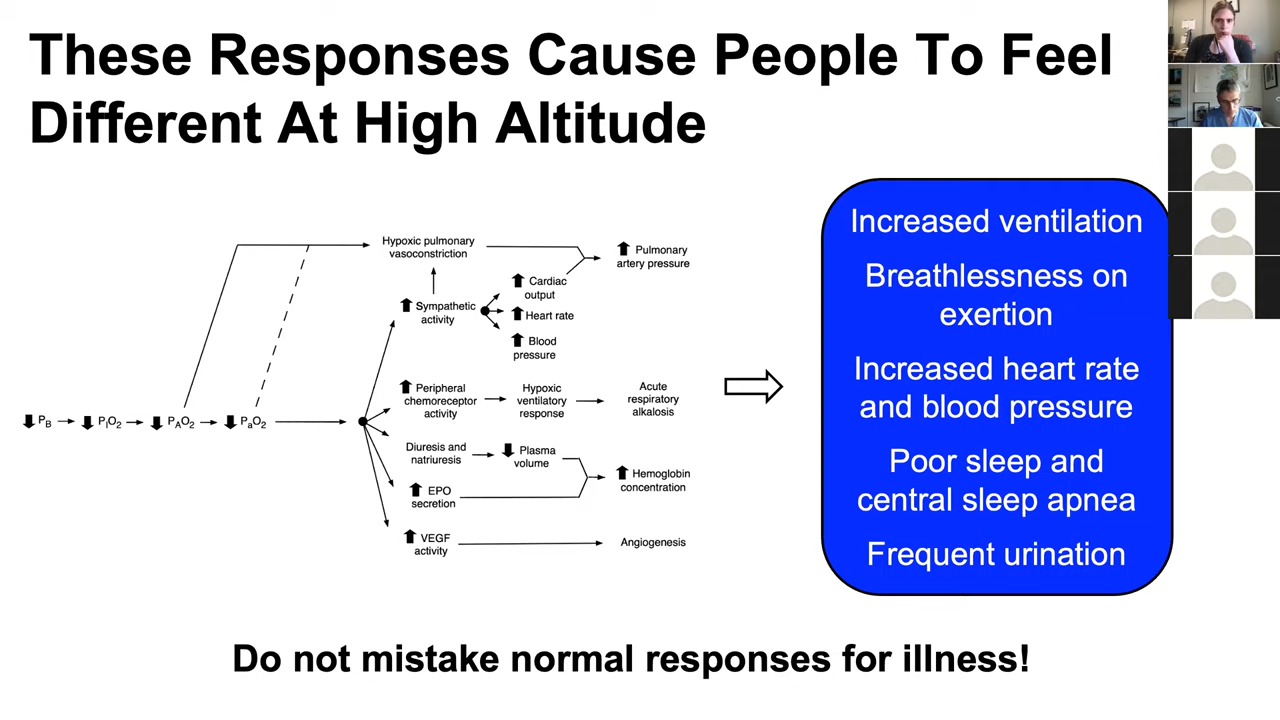 These Responses Cause People To Feel
Different At High Altitude
Hypoxic pulmonary
vasoconstriction
Pulmonary
artery pressure
Cardiac
output
Sympathetic
activity
Heart rate
Blood
pressure
Peripheral
chemoreceptor
activity
Hypoxic
ventilatory
response
Acute
respiratory
alkalosis
PB
PIO2
PAO2
PaO2
Diuresis and
natriuresis
Plasma
volume
Hemoglobin
concentration
EPO
secretion
VEGF
activity
Angiogenesis
Increased ventilation
Breathlessness on
exertion
Increased heart rate
and blood pressure
Poor sleep and
central sleep apnea
Frequent urination
Do not mistake normal responses for illness!